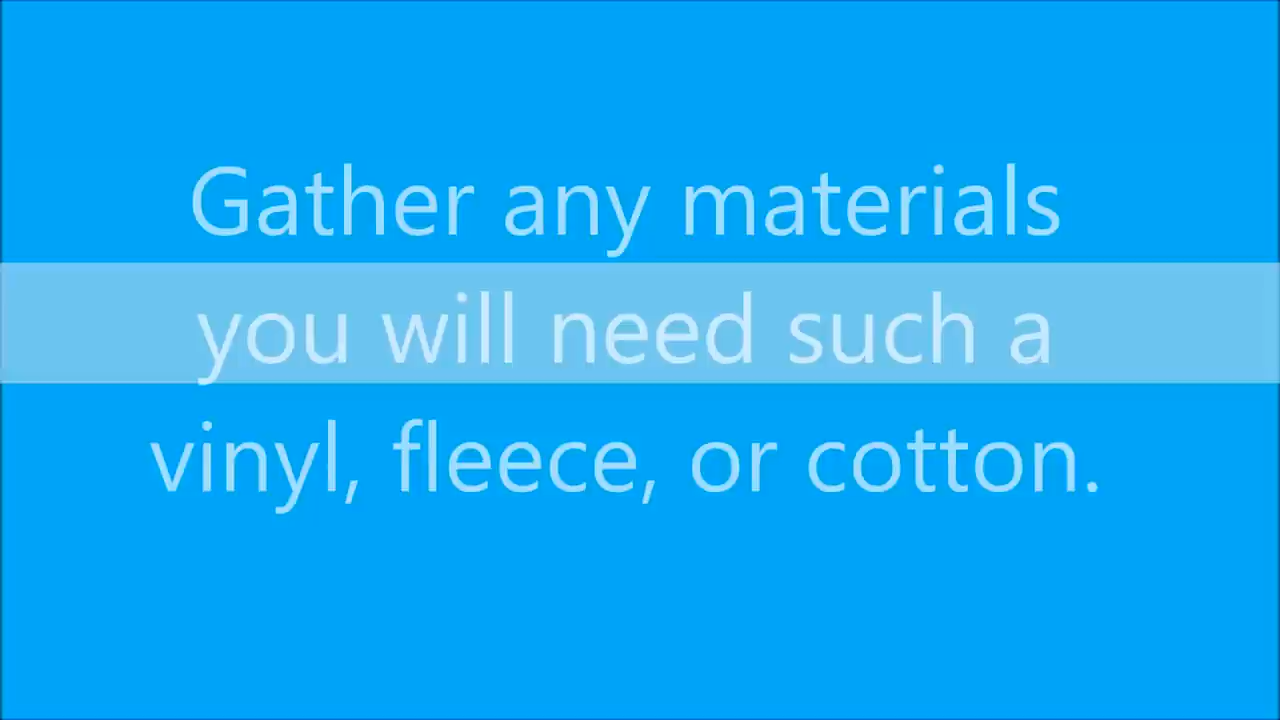 Gather any materials
you will need such a
vinyl, fleece, or cotton.